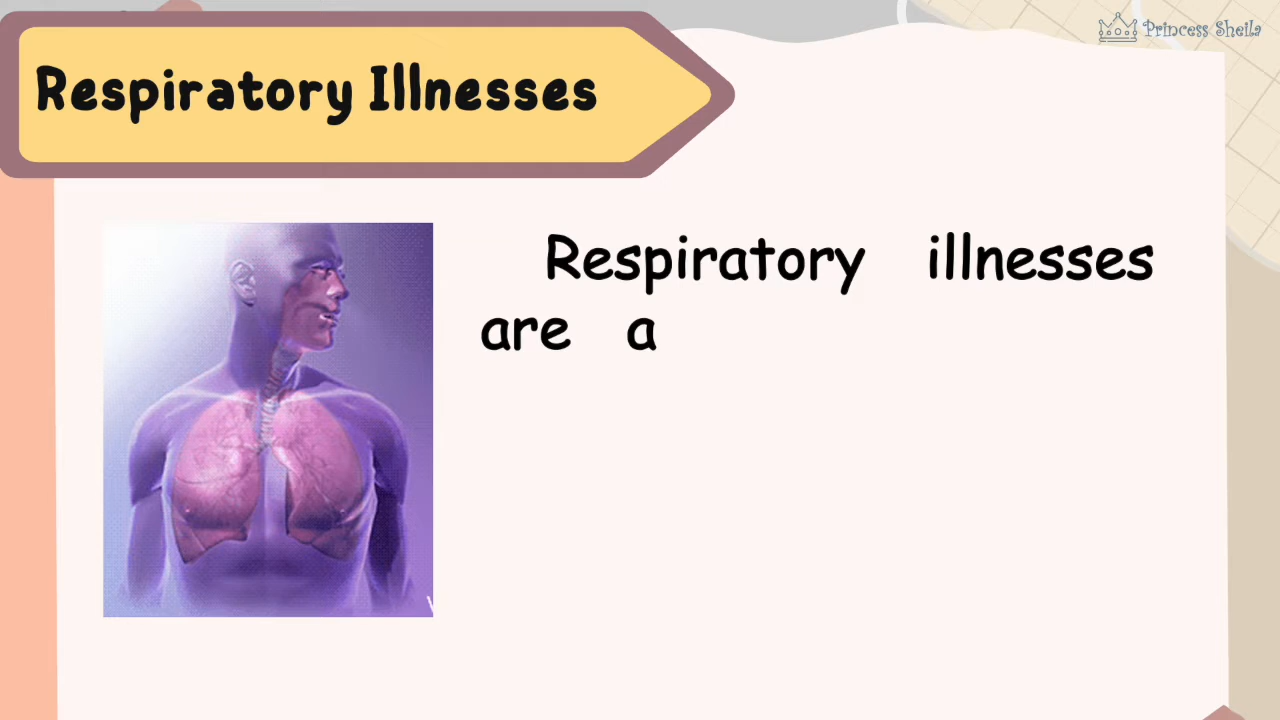 Princess Sheila
Respiratory Illnesses
Respiratory illnesses
are a